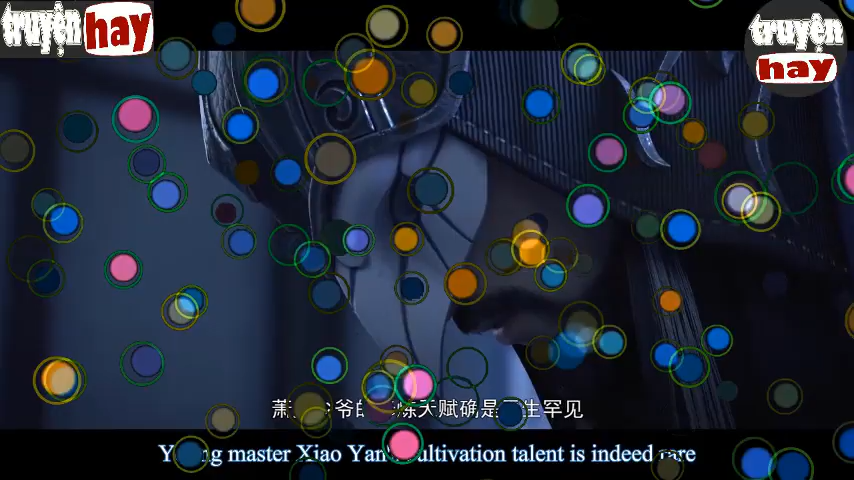 truyện hay
truyện
hay
萧 爷的 炼天赋确是 生罕见
master Xiao Yan's cultivation talent is indeed rare